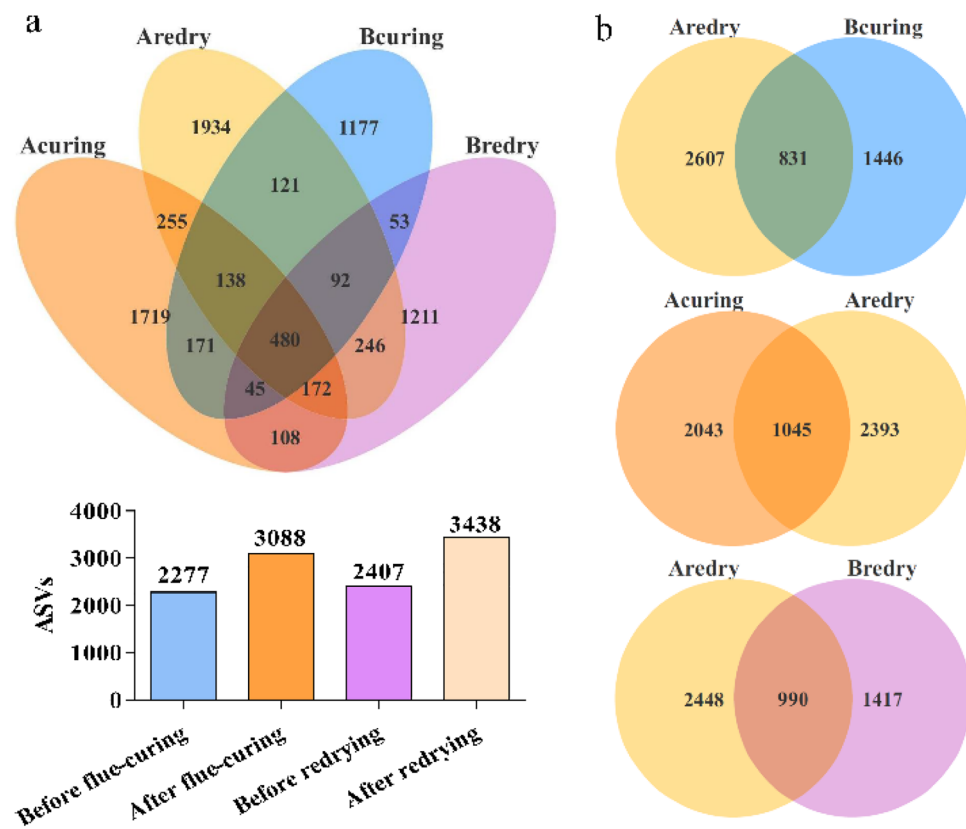 a
Aredry
Bcuring
Acuring
Bredry
1934
1177
121
255
53
138
92
1719
171
480
246
1211
45
172
108
4000
3000
2000
1000
0
ASVs
2277
3088
2407
3438
Before flue-curing
After flue-curing
Before redrying
After redrying
b
Aredry
Bcuring
2607
831
1446
Acuring
Aredry
2043
1045
2393
Aredry
Bredry
2448
990
1417